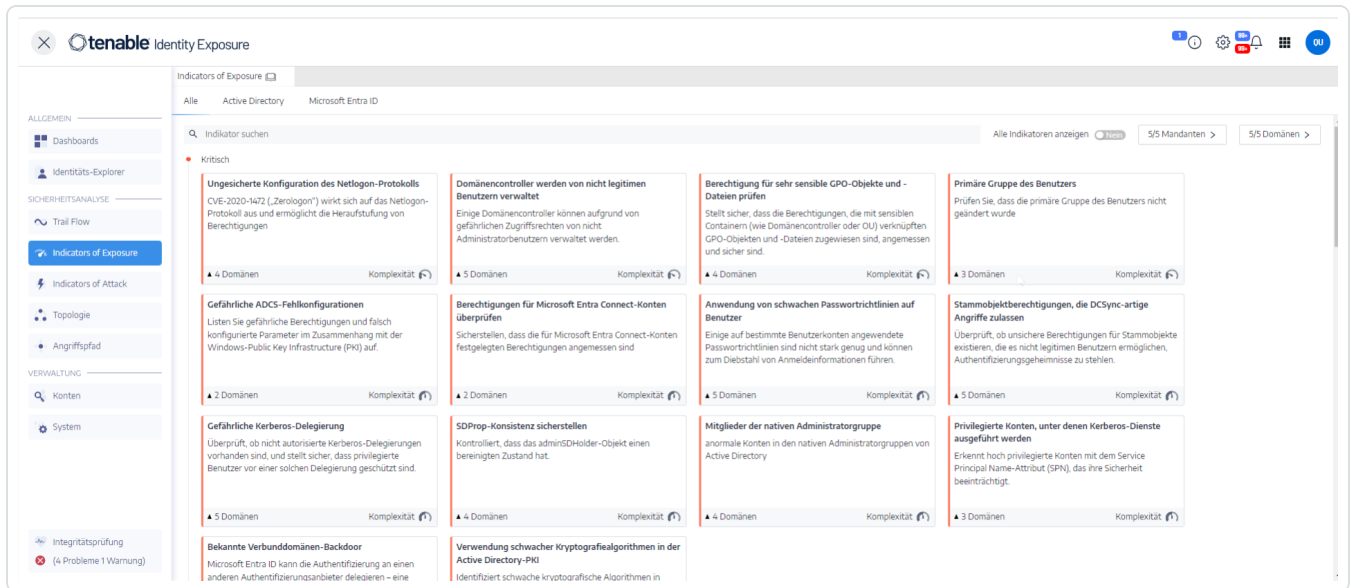 tenable Identity Exposure
1
99+
99+
OU
Indicators of Exposure
Alle Active Directory Microsoft Entra ID
ALLGEMEIN
Dashboards
Identitäts-Explorer
SICHERHEITSANALYSE
Trail Flow
Indicators of Exposure
Indicators of Attack
Topologie
Angriffspfad
VERWALTUNG
Konten
System
Integritätsprüfung
(4 Probleme 1 Warnung)
Indikator suchen
Alle Indikatoren anzeigen Nein 5/5 Mandanten > 5/5 Domänen >
Kritisch
Ungesicherte Konfiguration des Netlogon-Protokolls
CVE-2020-1472 („Zerologon") wirkt sich auf das Netlogon-
Protokoll aus und ermöglicht die Heraufstufung von
Berechtigungen
4 Domänen Komplexität
Domänencontroller werden von nicht legitimen
Benutzern verwaltet
Einige Domänencontroller können aufgrund von
gefährlichen Zugriffsrechten von nicht
Administratorbenutzern verwaltet werden.
5 Domänen Komplexität
Berechtigung für sehr sensible GPO-Objekte und -
Dateien prüfen
Stellt sicher, dass die Berechtigungen, die mit sensiblen
Containern (wie Domänencontroller oder OU) verknüpften
GPO-Objekten und -Dateien zugewiesen sind, angemessen
und sicher sind.
4 Domänen Komplexität
Primäre Gruppe des Benutzers
Prüfen Sie, dass die primäre Gruppe des Benutzers nicht
geändert wurde
3 Domänen Komplexität
Gefährliche ADCS-Fehlkonfigurationen
Listen Sie gefährliche Berechtigungen und falsch
konfigurierte Parameter im Zusammenhang mit der
Windows-Public Key Infrastructure (PKI) auf.
2 Domänen Komplexität
Berechtigungen für Microsoft Entra Connect-Konten
überprüfen
Sicherstellen, dass die für Microsoft Entra Connect-Konten
festgelegten Berechtigungen angemessen sind
2 Domänen Komplexität
Anwendung von schwachen Passwortrichtlinien auf
Benutzer
Einige auf bestimmte Benutzerkonten angewendete
Passwortrichtlinien sind nicht stark genug und können
zum Diebstahl von Anmeldeinformationen führen.
5 Domänen Komplexität
Stammobjektberechtigungen, die DCSync-artige
Angriffe zulassen
Überprüft, ob unsichere Berechtigungen für Stammobjekte
existieren, die es nicht legitimen Benutzern ermöglichen,
Authentifizierungsgeheimnisse zu stehlen.
5 Domänen Komplexität
Gefährliche Kerberos-Delegierung
Überprüft, ob nicht autorisierte Kerberos-Delegierungen
vorhanden sind, und stellt sicher, dass privilegierte
Benutzer vor einer solchen Delegierung geschützt sind.
5 Domänen Komplexität
SDProp-Konsistenz sicherstellen
Kontrolliert, dass das adminSDHolder-Objekt einen
bereinigten Zustand hat.
4 Domänen Komplexität
Mitglieder der nativen Administratorgruppe
anormale Konten in den nativen Administratorgruppen von
Active Directory
4 Domänen Komplexität
Privilegierte Konten, unter denen Kerberos-Dienste
ausgeführt werden
Erkennt hoch privilegierte Konten mit dem Service
Principal Name-Attribut (SPN), das ihre Sicherheit
beeinträchtigt.
3 Domänen Komplexität
Bekannte Verbunddomänen-Backdoor
Microsoft Entra ID kann die Authentifizierung an einen
anderen Authentifizierungsanbieter delegieren – eine
Verwendung schwacher Kryptografiealgorithmen in der
Active Directory-PKI
Identifiziert schwache kryptografische Algorithmen in